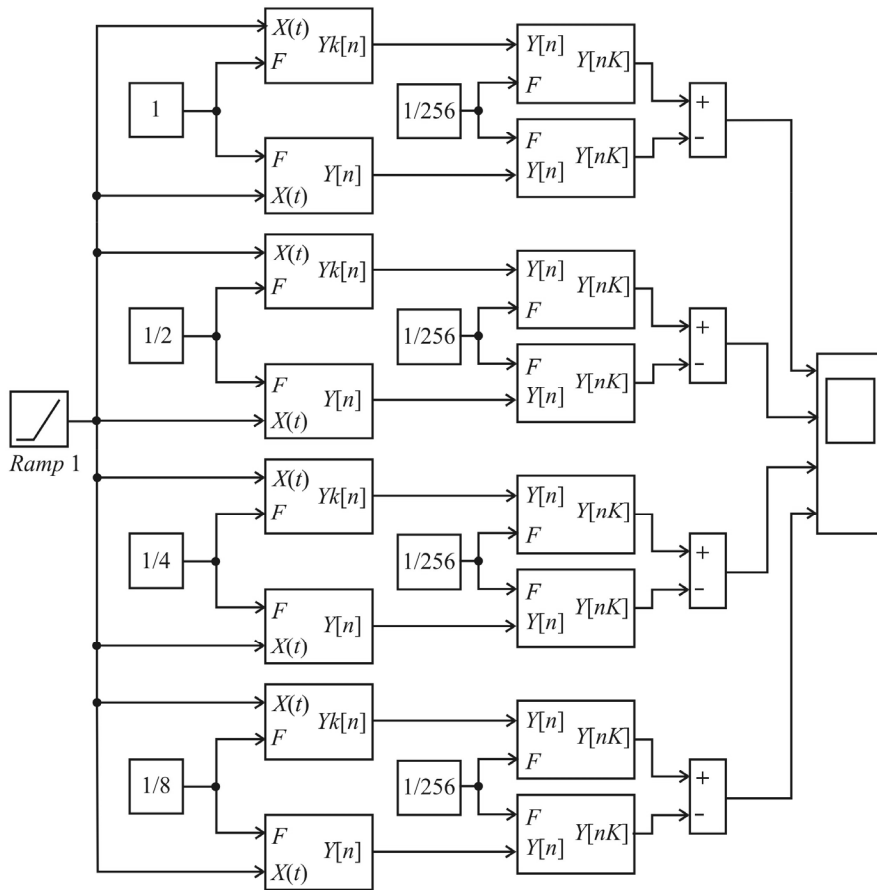 X(t)
Yk[n]
F
Y[n]
Y[nK]
F
+
1
1/256
F
Y[n]
X(t)
F
Y[n]
Y[nK]
−
X(t)
Yk[n]
F
Y[n]
Y[nK]
F
+
1/2
1/256
F
Y[n]
X(t)
F
Y[n]
Y[nK]
−
Ramp 1
X(t)
Yk[n]
F
Y[n]
Y[nK]
F
+
1/4
1/256
F
Y[n]
X(t)
F
Y[n]
Y[nK]
−
X(t)
Yk[n]
F
Y[n]
Y[nK]
F
+
1/8
1/256
F
Y[n]
X(t)
F
Y[n]
Y[nK]
−